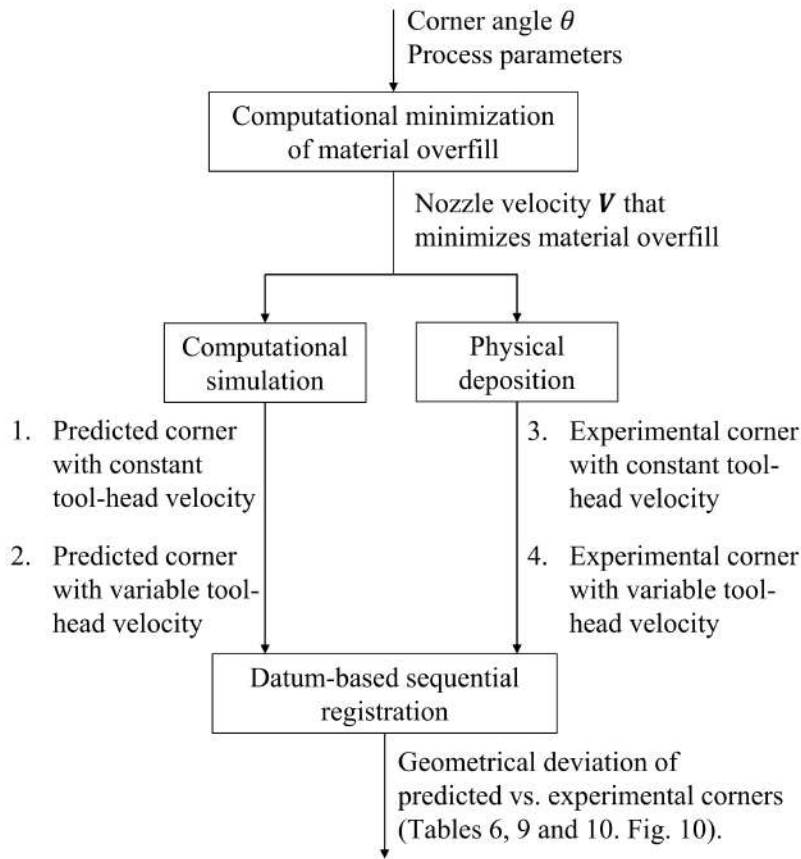 Corner angle θ
Process parameters
Computational minimization
of material overfill
Nozzle velocity V that
minimizes material overfill
Computational
simulation
Physical
deposition
1. Predicted corner
with constant
tool-head velocity
2. Predicted corner
with variable tool-
head velocity
3. Experimental corner
with constant tool-
head velocity
4. Experimental corner
with variable tool-
head velocity
Datum-based sequential
registration
Geometrical deviation of
predicted vs. experimental corners
(Tables 6, 9 and 10. Fig. 10).